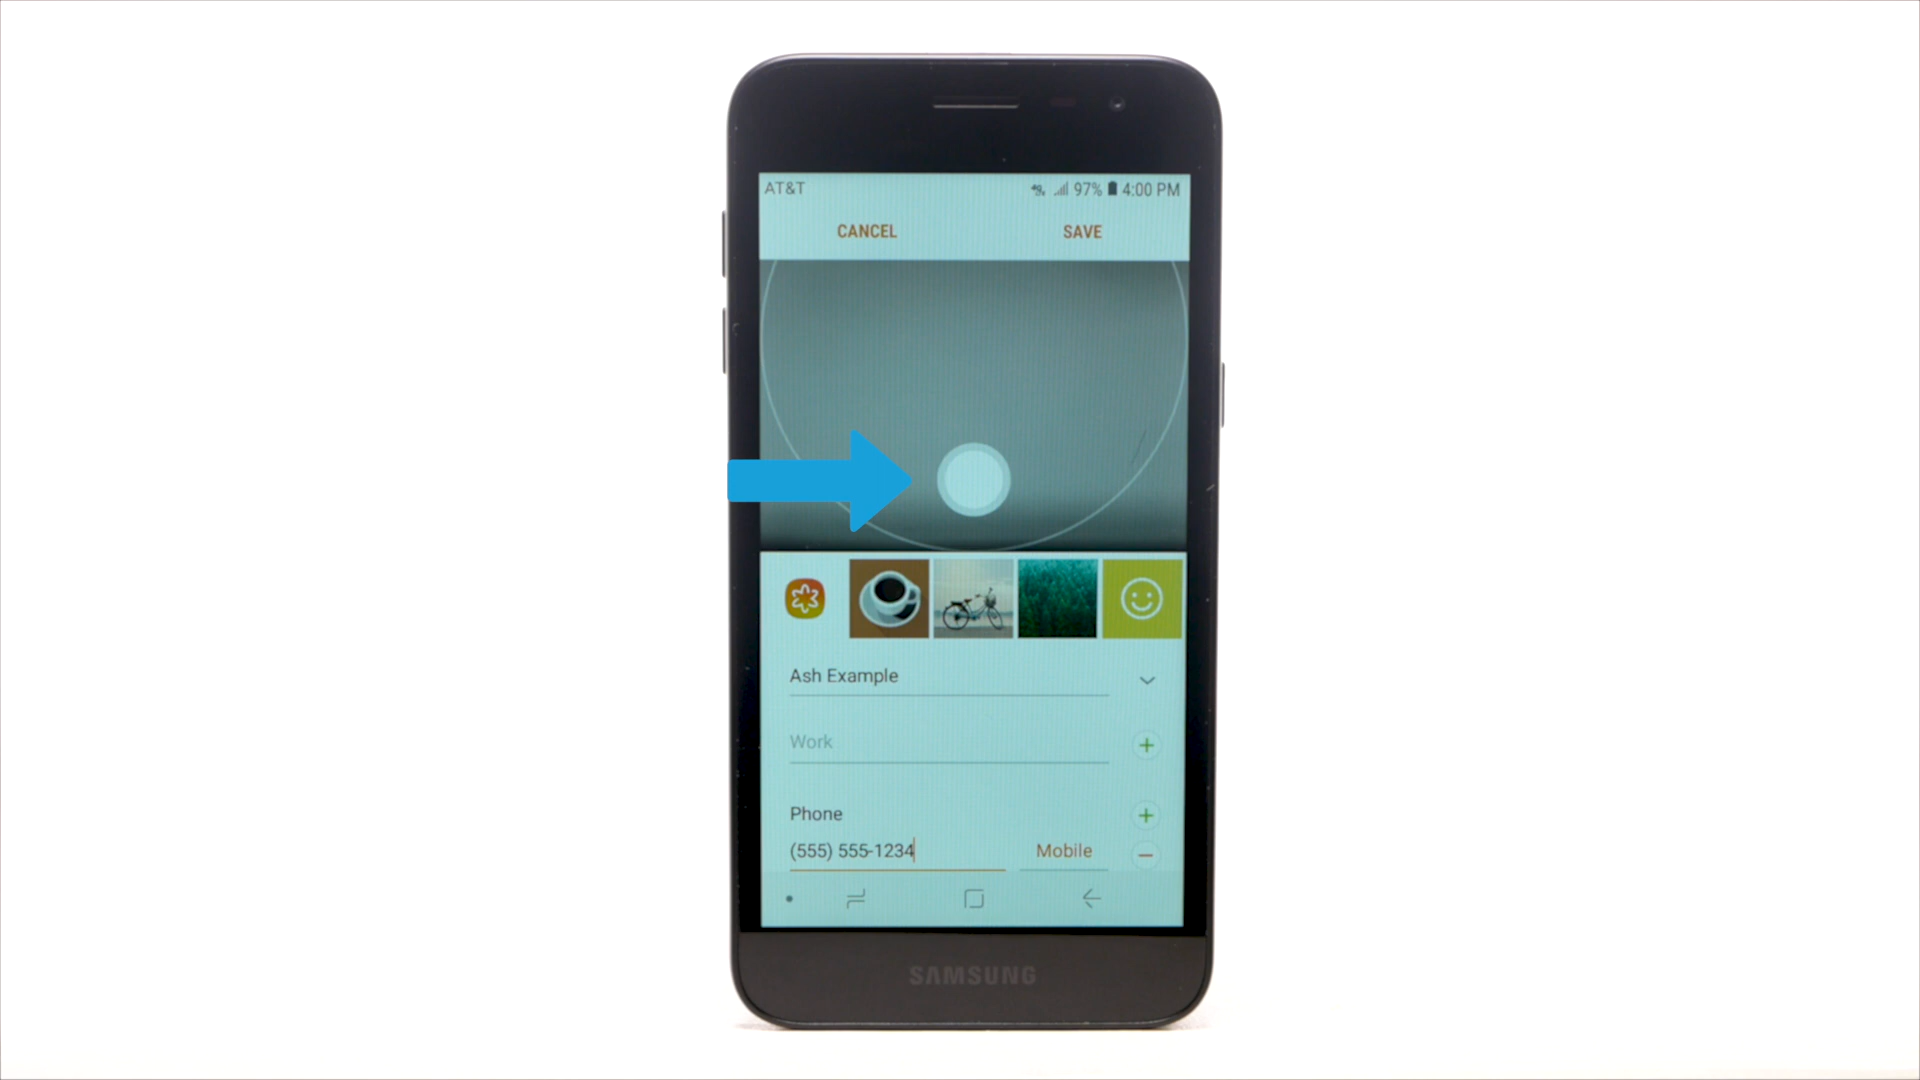 AT&T 97% 4:00 PM
CANCEL SAVE
Ash Example
Work
Phone
(555) 555-1234 Mobile
SAMSUNG